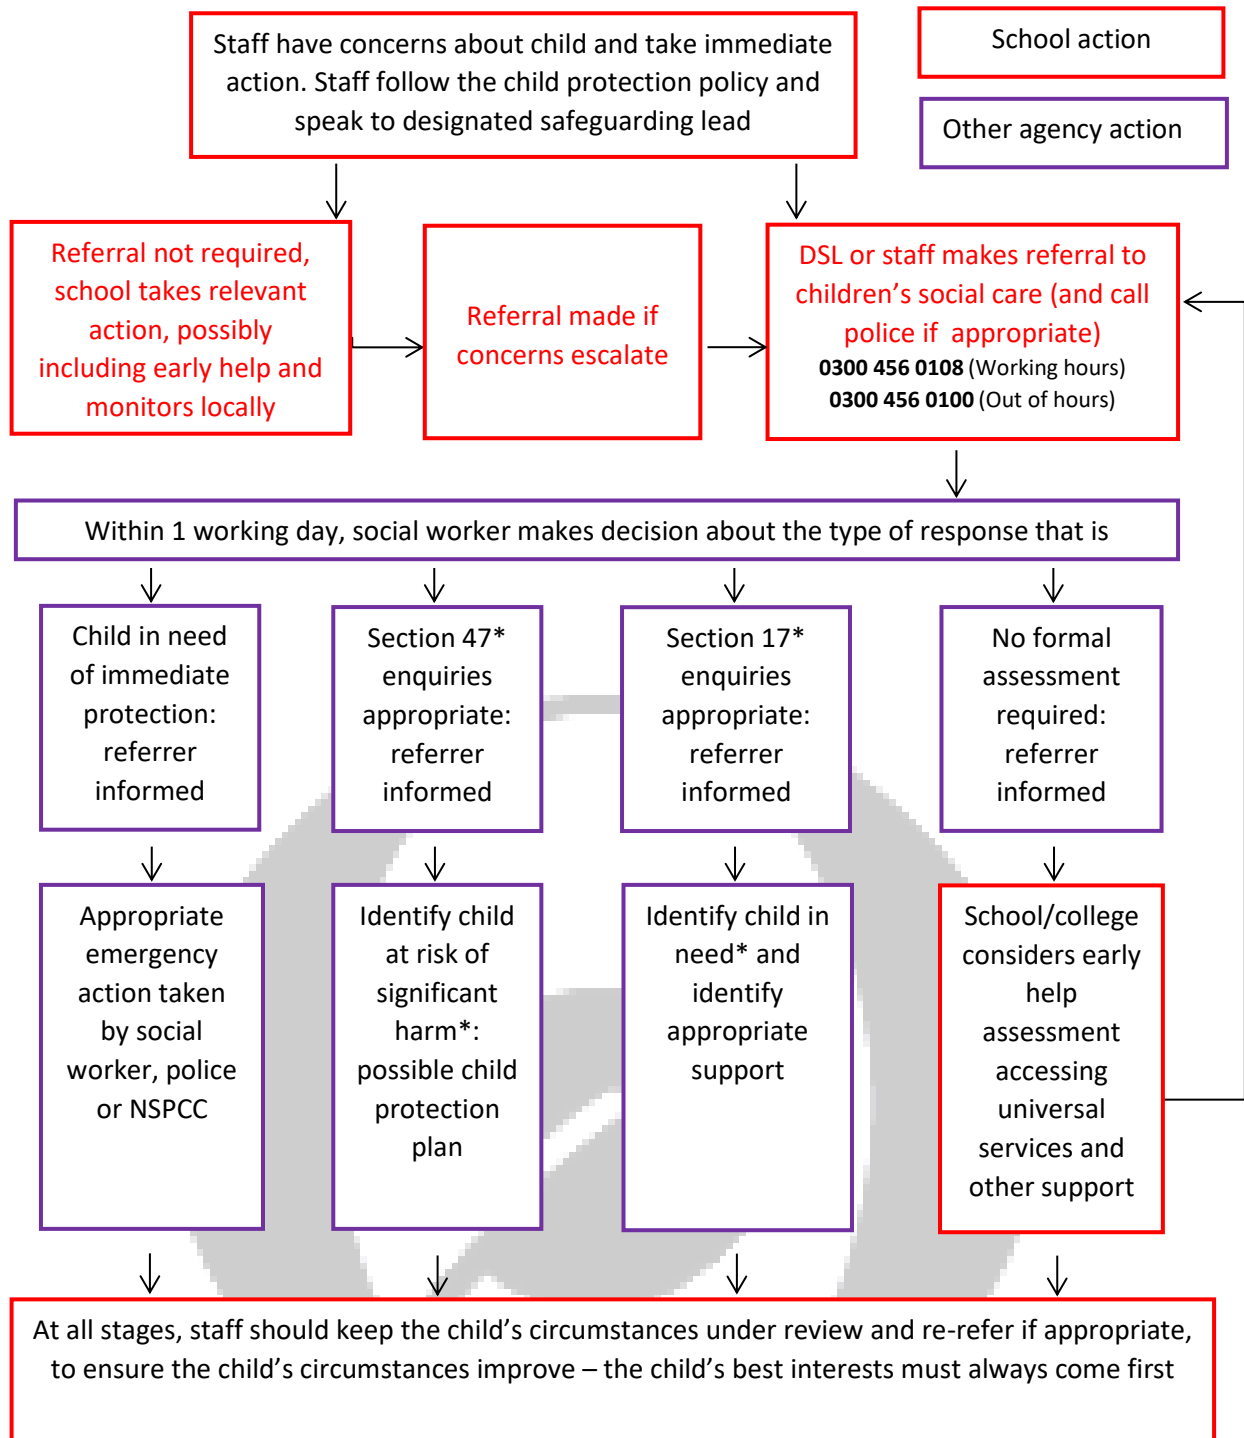 Staff have concerns about child and take immediate
action. Staff follow the child protection policy and
speak to designated safeguarding lead
School action
Other agency action
Referral not required,
school takes relevant
action, possibly
including early help and
monitors locally
Referral made if
concerns escalate
DSL or staff makes referral to
children’s social care (and call
police if  appropriate)
0300 456 0108 (Working hours)
0300 456 0100 (Out of hours)
Within 1 working day, social worker makes decision about the type of response that is
Child in need
of immediate
protection:
referrer
informed
Section 47*
enquiries
appropriate:
referrer
informed
Section 17*
enquiries
appropriate:
referrer
informed
No formal
assessment
required:
referrer
informed
Appropriate
emergency
action taken
by social
worker, police
or NSPCC
Identify child
at risk of
significant
harm*:
possible child
protection
plan
Identify child in
need* and
identify
appropriate
support
School/college
considers early
help
assessment
accessing
universal
services and
other support
At all stages, staff should keep the child’s circumstances under review and re-refer if appropriate,
to ensure the child’s circumstances improve – the child’s best interests must always come first